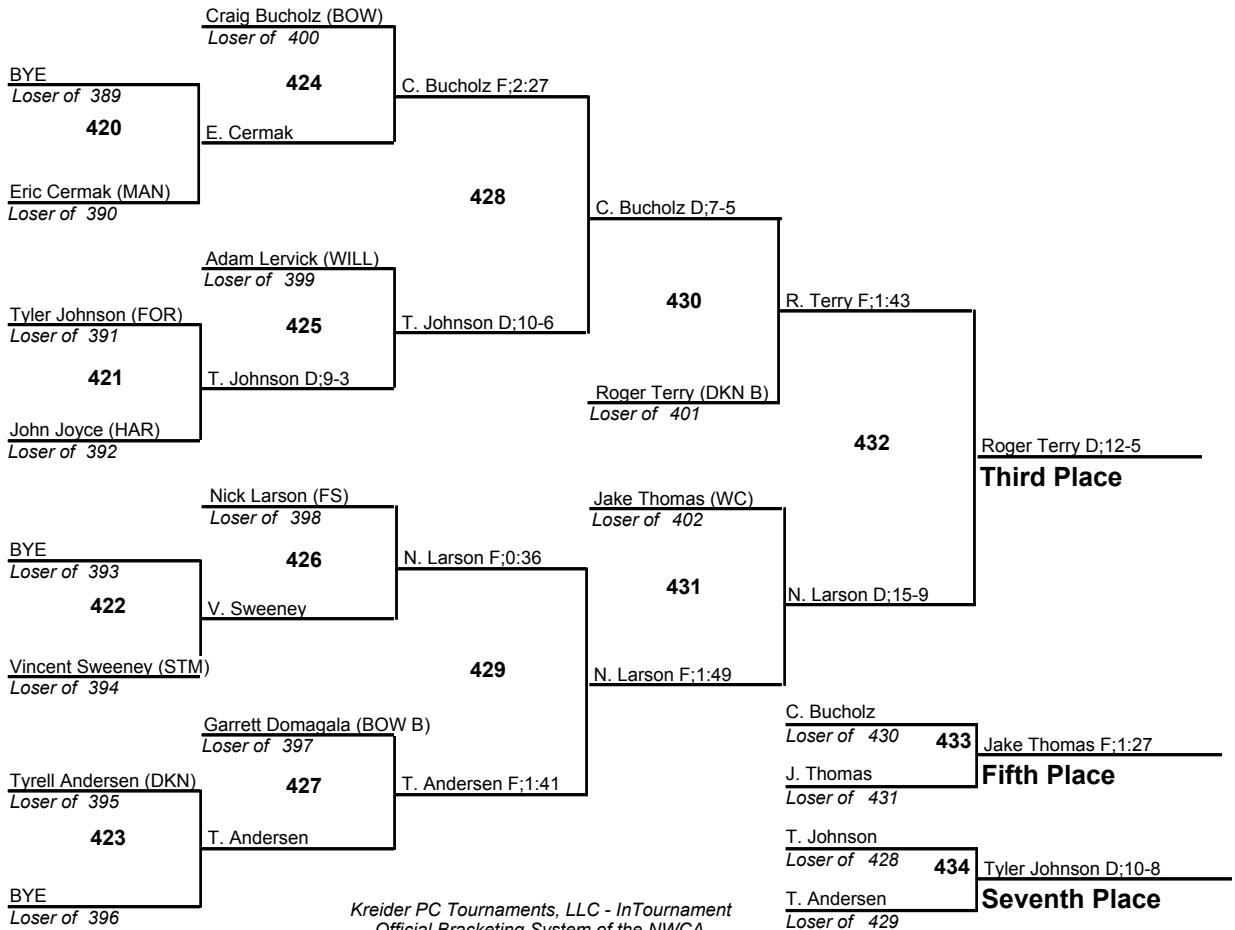 Craig Bucholz (BOW)
Loser of 400
BYE
Loser of 389
424
C. Bucholz F;2:27
420
E. Cermak
Eric Cermak (MAN)
Loser of 390
428
C. Bucholz D;7-5
Adam Lervick (WILL)
Loser of 399
Tyler Johnson (FOR)
Loser of 391
425
T. Johnson D;10-6
430
R. Terry F;1:43
421
T. Johnson D;9-3
Roger Terry (DKN B)
Loser of 401
John Joyce (HAR)
Loser of 392
432
Roger Terry D;12-5
Third Place
Nick Larson (FS)
Loser of 398
Jake Thomas (WC)
Loser of 402
BYE
Loser of 393
426
N. Larson F;0:36
431
N. Larson D;15-9
422
V. Sweeney
Vincent Sweeney (STM)
Loser of 394
429
N. Larson F;1:49
Garrett Domagala (BOW B)
Loser of 397
C. Bucholz
Loser of 430
433
Jake Thomas F;1:27
Fifth Place
Tyrell Andersen (DKN)
Loser of 395
427
T. Andersen F;1:41
J. Thomas
Loser of 431
423
T. Andersen
T. Johnson
Loser of 428
434
Tyler Johnson D;10-8
Seventh Place
BYE
Loser of 396
T. Andersen
Loser of 429
Kreider PC Tournaments, LLC - InTournament
Official Bracketing System of the NWCA